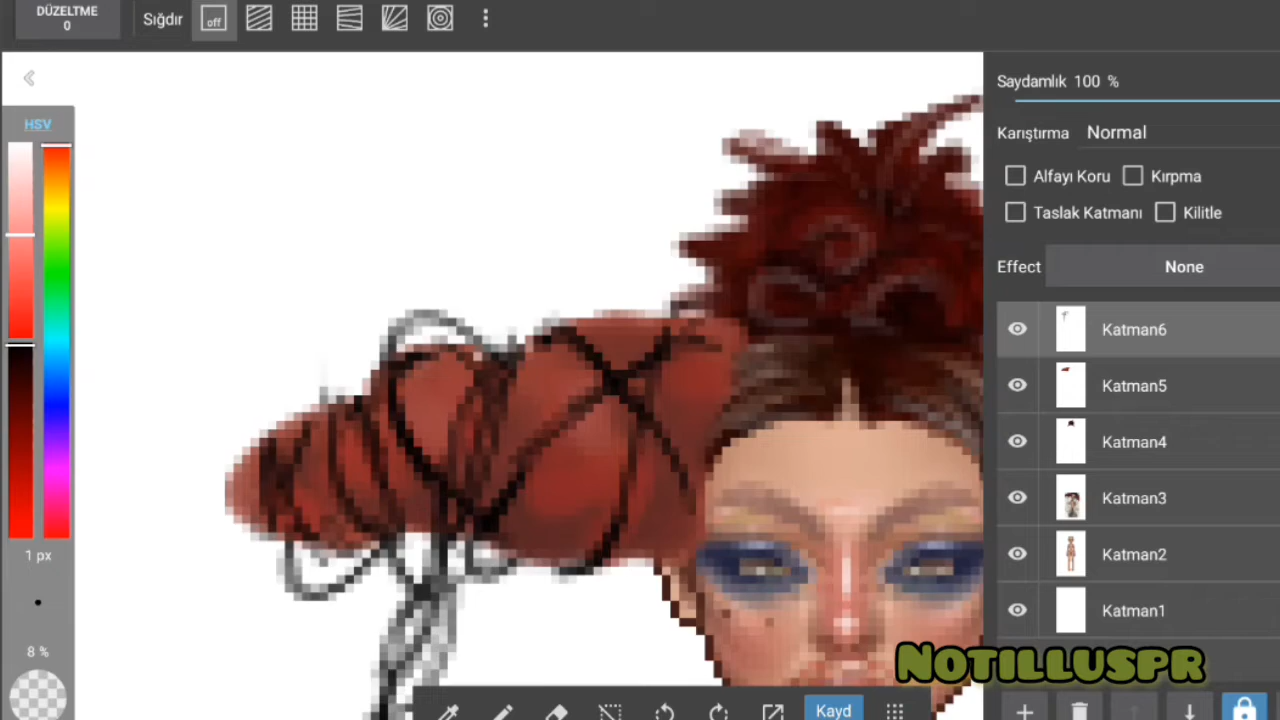 DÜZELTME
0
Sığdır
off
HSV
1 px
8 %
Saydamlık 100 %
Karıştırma Normal
Alfayı Koru Kırpma
Taslak Katmanı Kilitle
Effect None
Katman6
Katman5
Katman4
Katman3
Katman2
Katman1
NOTILLUSPR
Kayd